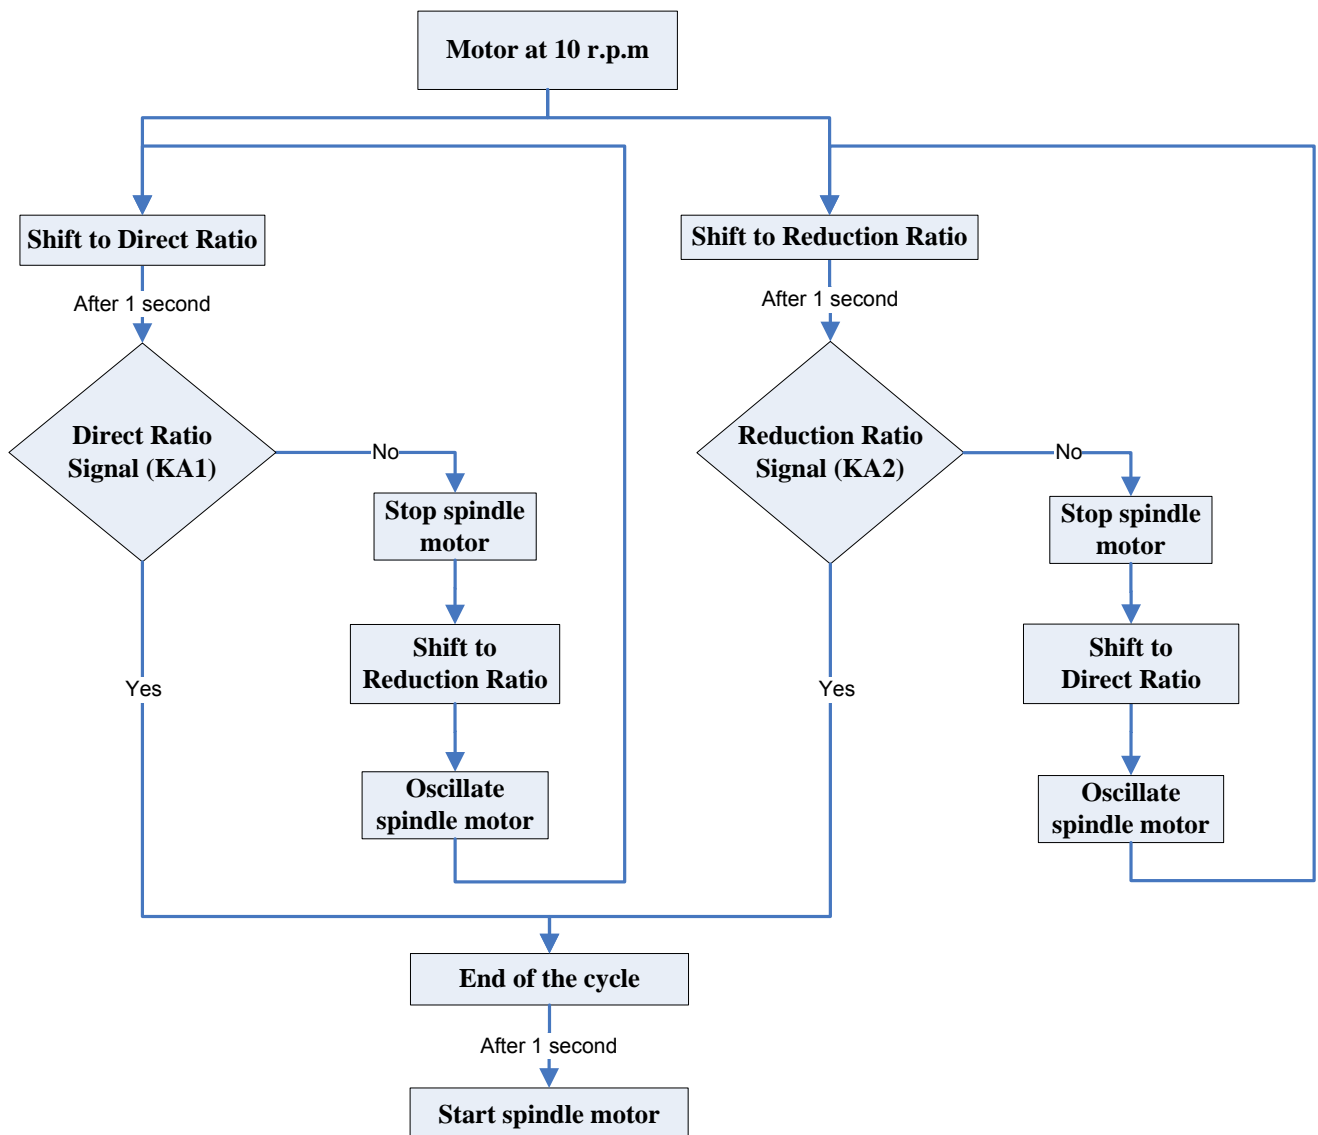 Motor at 10 r.p.m
Shift to Direct Ratio
After 1 second
Direct Ratio
Signal (KA1)
No
Stop spindle
motor
Shift to
Reduction Ratio
Oscillate
spindle motor
Yes
Shift to Reduction Ratio
After 1 second
Reduction Ratio
Signal (KA2)
No
Stop spindle
motor
Shift to
Direct Ratio
Oscillate
spindle motor
Yes
End of the cycle
After 1 second
Start spindle motor